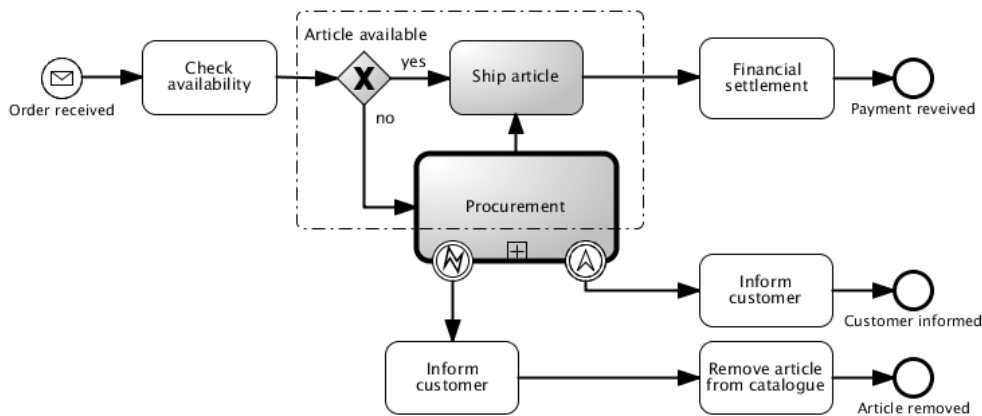 Article available
yes
Check
availability
Ship article
Financial
settlement
Order received
Payment reveived
no
Procurement
Inform
customer
Customer informed
Inform
customer
Remove article
from catalogue
Article removed